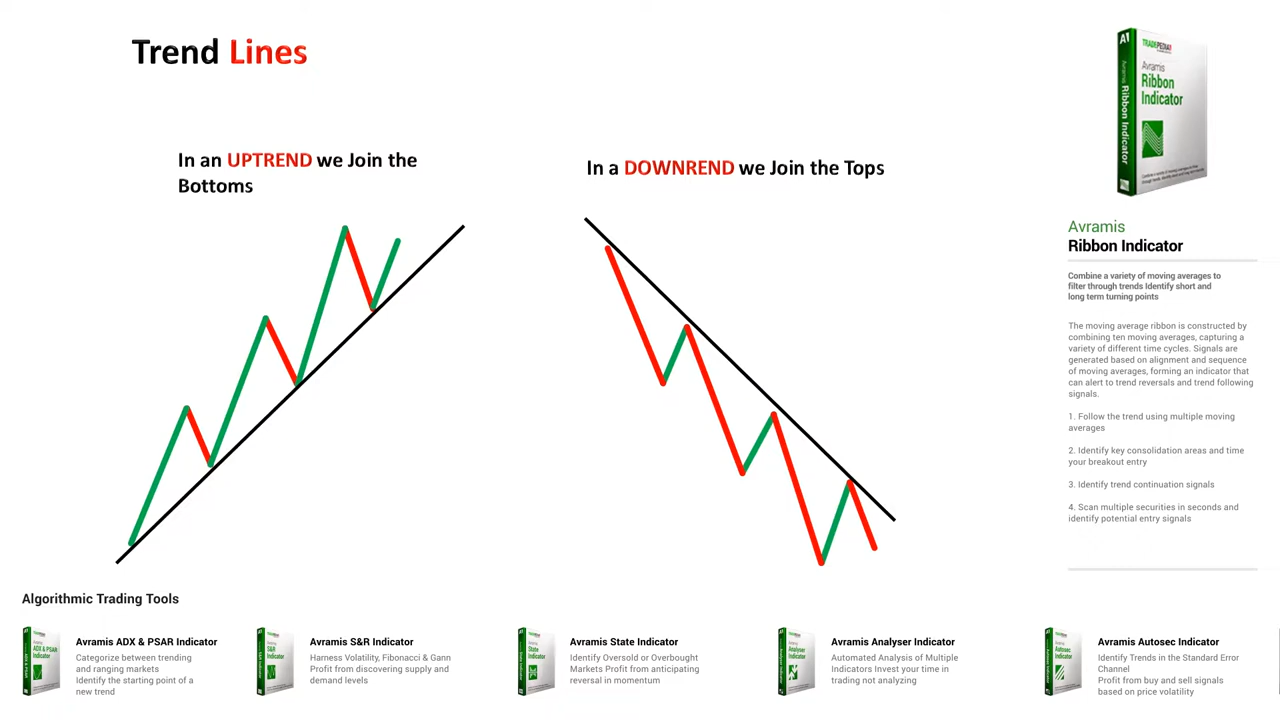 Trend Lines
In an UPTREND we Join the
Bottoms
In a DOWNREND we Join the Tops
A1
TRADEPEDIA
Avramis
Ribbon
Indicator
Avramis Ribbon Indicator
Avramis
Ribbon Indicator
Combine a variety of moving averages to
filter through trends Identify short and
long term turning points
The moving average ribbon is constructed by
combining ten moving averages, capturing a
variety of different time cycles. Signals are
generated based on alignment and sequence
of moving averages, forming an indicator that
can alert to trend reversals and trend following
signals.
1. Follow the trend using multiple moving
averages
2. Identify key consolidation areas and time
your breakout entry
3. Identify trend continuation signals
4. Scan multiple securities in seconds and
identify potential entry signals
Algorithmic Trading Tools
Avramis ADX & PSAR Indicator
Categorize between trending
and ranging markets
Identify the starting point of a
new trend
Avramis S&R Indicator
Harness Volatility, Fibonacci & Gann
Profit from discovering supply and
demand levels
Avramis State Indicator
Identify Oversold or Overbought
Markets Profit from anticipating
reversal in momentum
Avramis Analyser Indicator
Automated Analysis of Multiple
Indicators Invest your time in
trading not analyzing
Avramis Autosec Indicator
Identify Trends in the Standard Error
Channel
Profit from buy and sell signals
based on price volatility